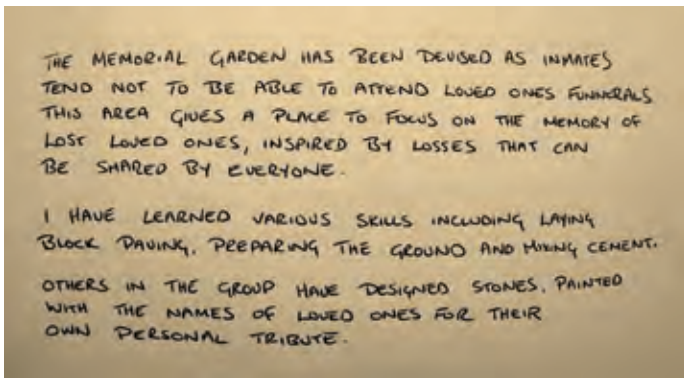 THE MEMORIAL GARDEN HAS BEEN DEVISED AS INMATES
TEND NOT TO BE ABLE TO ATTEND LOVED ONES FUNNERALS
THIS AREA GIVES A PLACE TO FOCUS ON THE MEMORY OF
LOST LOVED ONES, INSPIRED BY LOSSES THAT CAN
BE SHARED BY EVERYONE.
I HAVE LEARNED VARIOUS SKILLS INCLUDING LAYING
BLOCK PAVING, PREPARING THE GROUND AND MIXING CEMENT.
OTHERS IN THE GROUP HAVE DESIGNED STONES, PAINTED
WITH THE NAMES OF LOVED ONES FOR THEIR
OWN PERSONAL TRIBUTE.